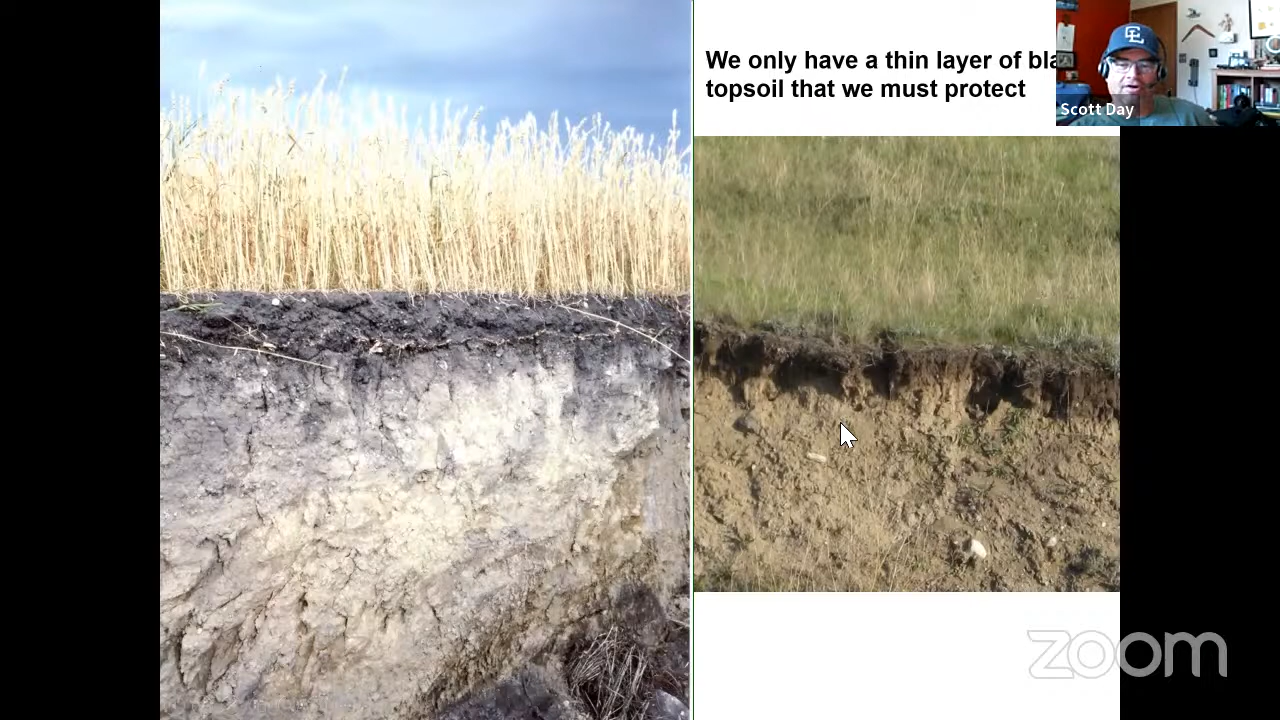 We only have a thin layer of bla
topsoil that we must protect
Scott Day
zoom